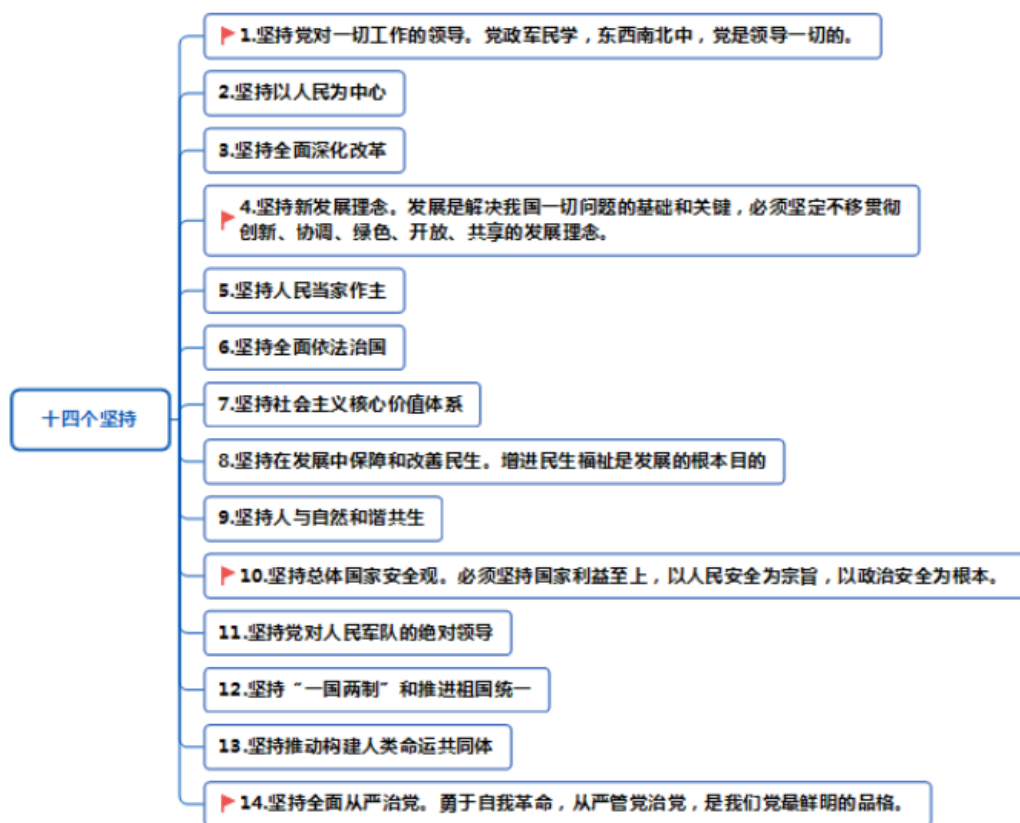 1.坚持党对一切工作的领导。党政军民学，东西南北中，党是领导一切的。
2.坚持以人民为中心
3.坚持全面深化改革
4.坚持新发展理念。发展是解决我国一切问题的基础和关键，必须坚定不移贯彻
创新、协调、绿色、开放、共享的发展理念。
5.坚持人民当家作主
6.坚持全面依法治国
十四个坚持
7.坚持社会主义核心价值体系
8.坚持在发展中保障和改善民生。增进民生福祉是发展的根本目的
9.坚持人与自然和谐共生
10.坚持总体国家安全观。必须坚持国家利益至上，以人民安全为宗旨，以政治安全为根本。
11.坚持党对人民军队的绝对领导
12.坚持“一国两制”和推进祖国统一
13.坚持推动构建人类命运共同体
14.坚持全面从严治党。勇于自我革命，从严管党治党，是我们党最鲜明的品格。